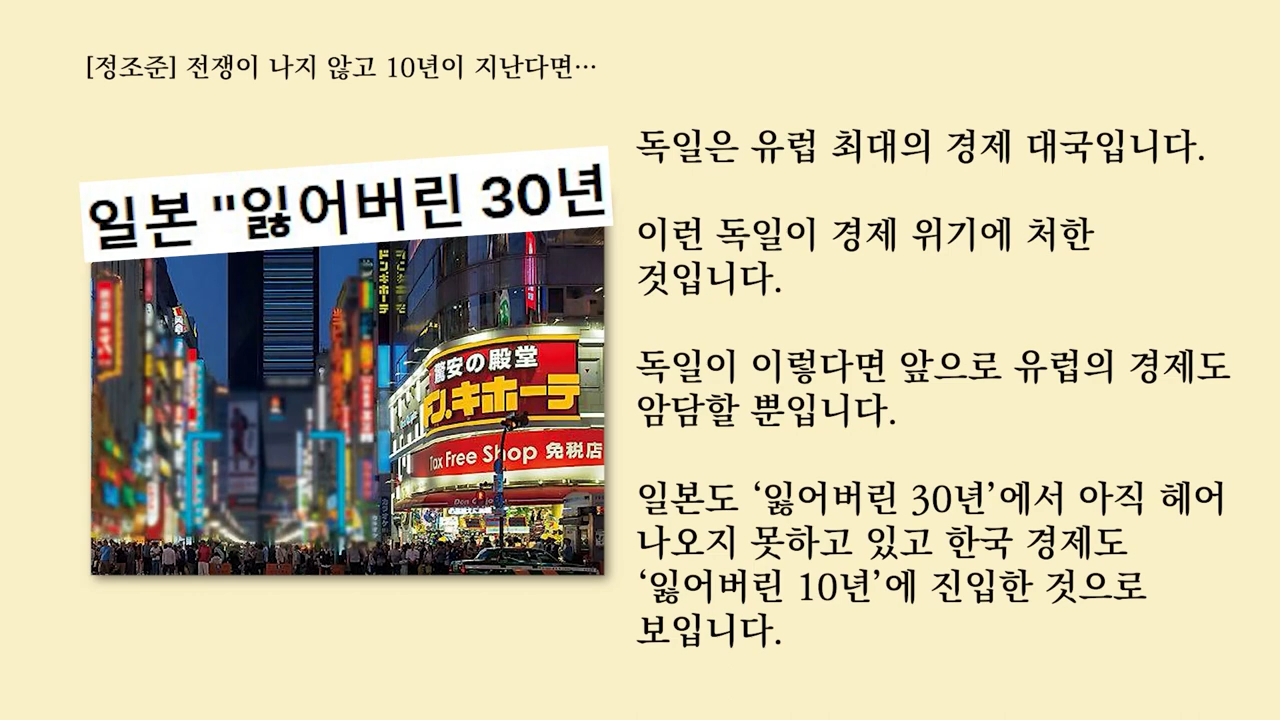 [정조준] 전쟁이 나지 않고 10년이 지난다면…
일본 "잃어버린 30년
ドン.キホーテ
驚安の殿堂
ドン.キホーテ
Tax Free Shop 免税店
독일은 유럽 최대의 경제 대국입니다.
이런 독일이 경제 위기에 처한
것입니다.
독일이 이렇다면 앞으로 유럽의 경제도
암담할 뿐입니다.
일본도 ‘잃어버린 30년’에서 아직 헤어
나오지 못하고 있고 한국 경제도
‘잃어버린 10년’에 진입한 것으로
보입니다.